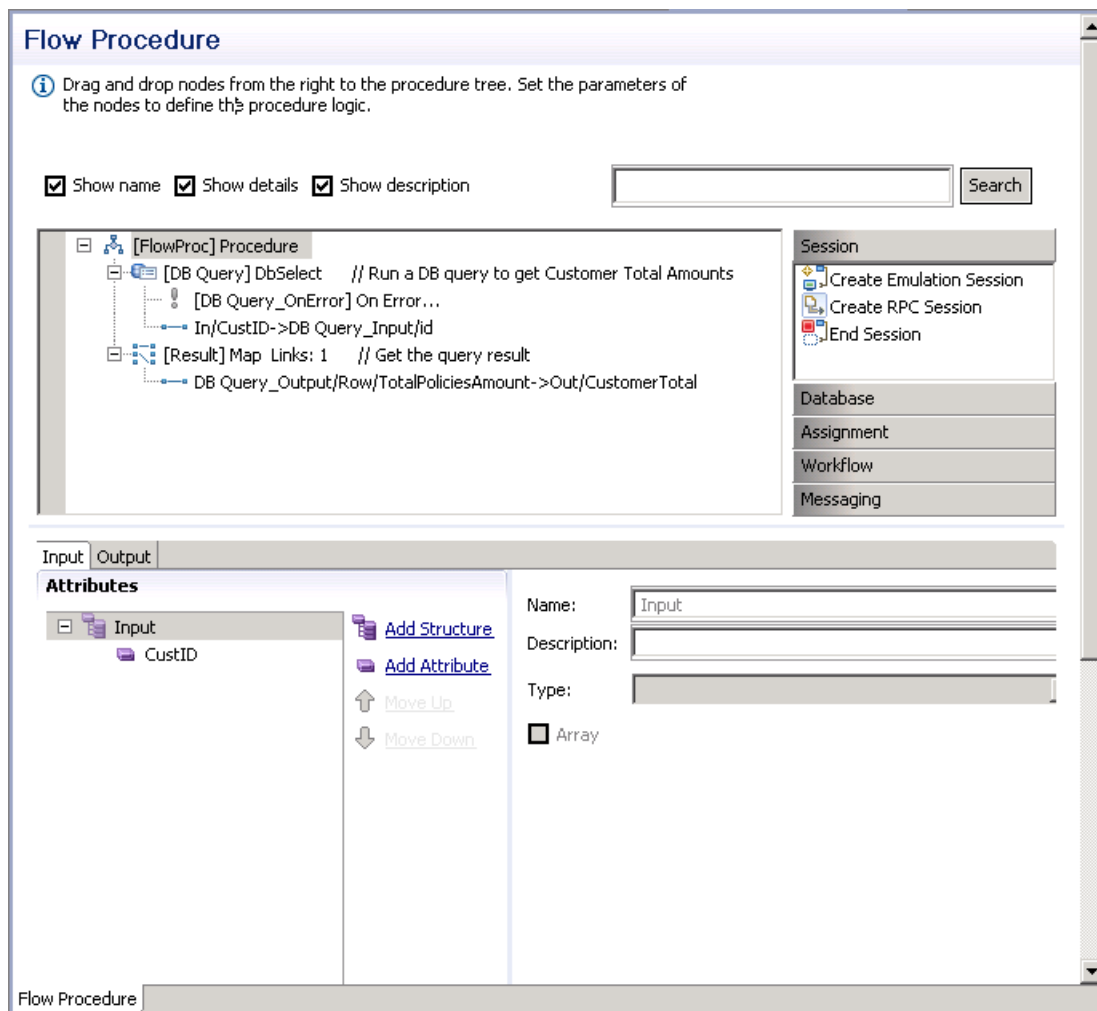 Flow Procedure
Drag and drop nodes from the right to the procedure tree. Set the parameters of
the nodes to define the procedure logic.
Show name Show details Show description Search
[FlowProc] Procedure
[DB Query] DbSelect // Run a DB query to get Customer Total Amounts
[DB Query_OnError] On Error...
In/CustID->DB Query_Input/id
[Result] Map Links: 1 // Get the query result
DB Query_Output/Row/TotalPoliciesAmount->Out/CustomerTotal
Session
Create Emulation Session
Create RPC Session
End Session
Database
Assignment
Workflow
Messaging
Input Output
Attributes
Input
CustID
Add Structure
Add Attribute
Move Up
Move Down
Name: Input
Description:
Type:
Array
Flow Procedure